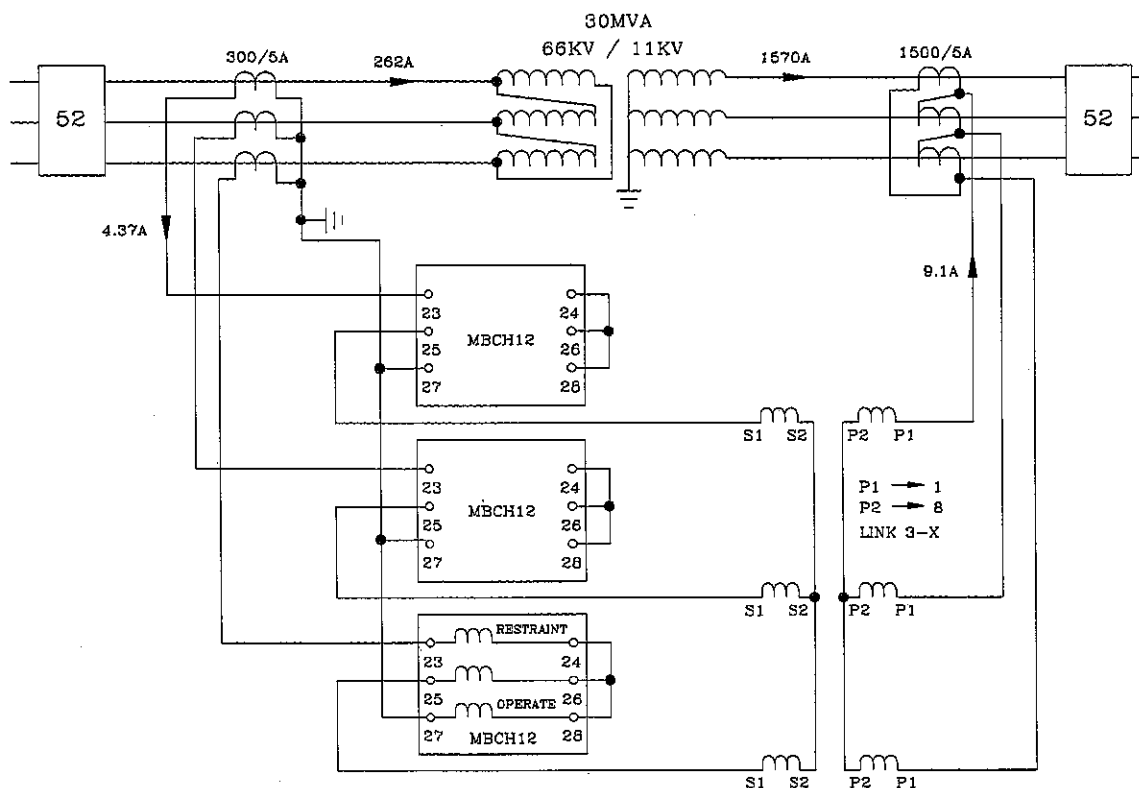 30MVA
66KV / 11KV
300/5A
262A
1570A
1500/5A
52
52
4.37A
9.1A
23
24
25
MBCH12
26
27
28
S1 S2
P2 P1
23
24
25
MBCH12
26
27
28
P1 → 1
P2 → 8
LINK 3-X
S1 S2
P2 P1
RESTRAINT
23
24
25
26
OPERATE
27
MBCH12
28
S1 S2
P2 P1